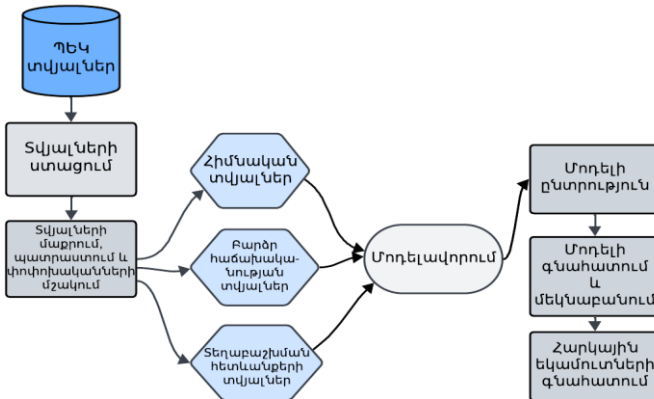 ՊԵԿ
տվյալներ
Տվյալների
ստացում
Տվյալների
մաքրում,
պատրաստում և
փոփոխականների
մշակում
Հիմնական
տվյալներ
Բարձր
հաճախակա-
նության
տվյալներ
Տեղաբաշխման
հետևանքերի
տվյալներ
Մոդելավորում
Մոդելի
ընտրություն
Մոդելի
գնահատում
և
մեկնաբանում
Հարկային
եկամուտների
գնահատում